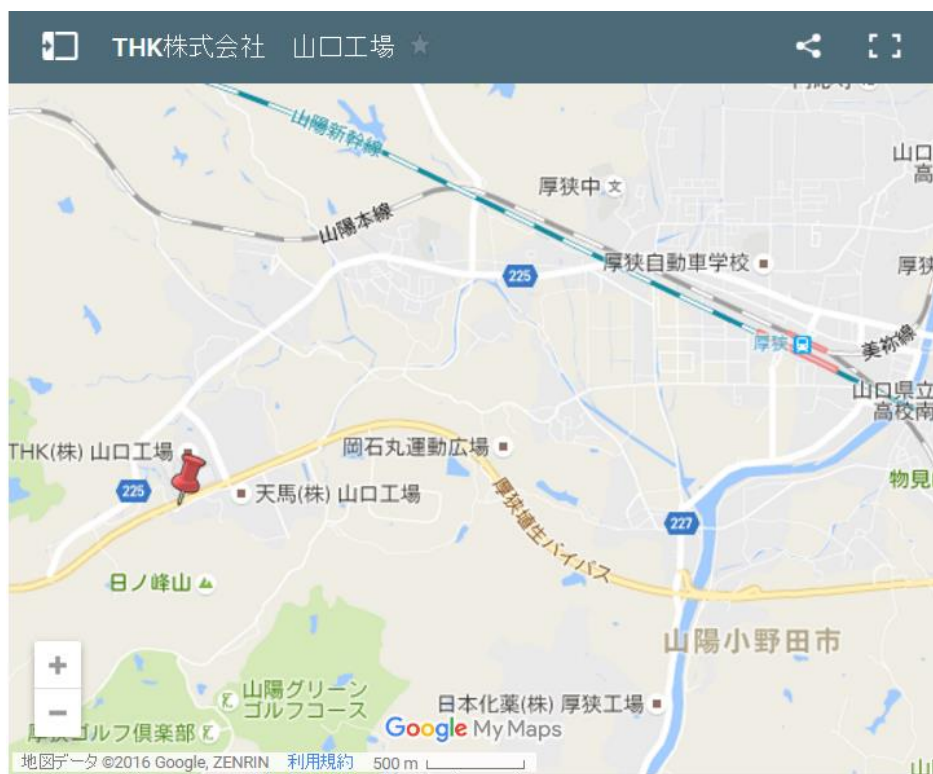 THK株式会社　山口工場
山陽新幹線
山口
高
厚狭中
山陽本線
225
厚狭自動車学校
厚狭
厚狭
美祢線
山口県立
高校南
THK(株) 山口工場
岡石丸運動広場
225
天馬(株) 山口工場
物見
厚狭埴生バイパス
227
日ノ峰山
山陽小野田市
+
山陽グリーン
ゴルフコース
日本化薬(株) 厚狭工場
−
厚狭ゴルフ倶楽部
Google My Maps
地図データ ©2016 Google, ZENRIN 利用規約 500 m
山